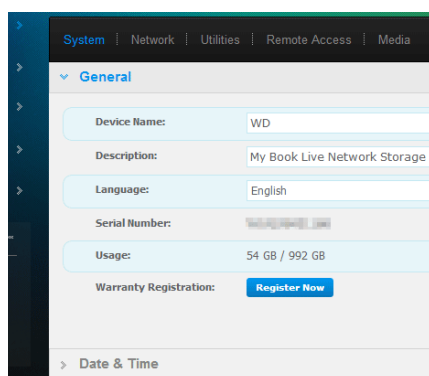 System | Network | Utilities | Remote Access | Media
General
Device Name: WD
Description: My Book Live Network Storage
Language: English
Serial Number:
Usage: 54 GB / 992 GB
Warranty Registration: Register Now
Date & Time